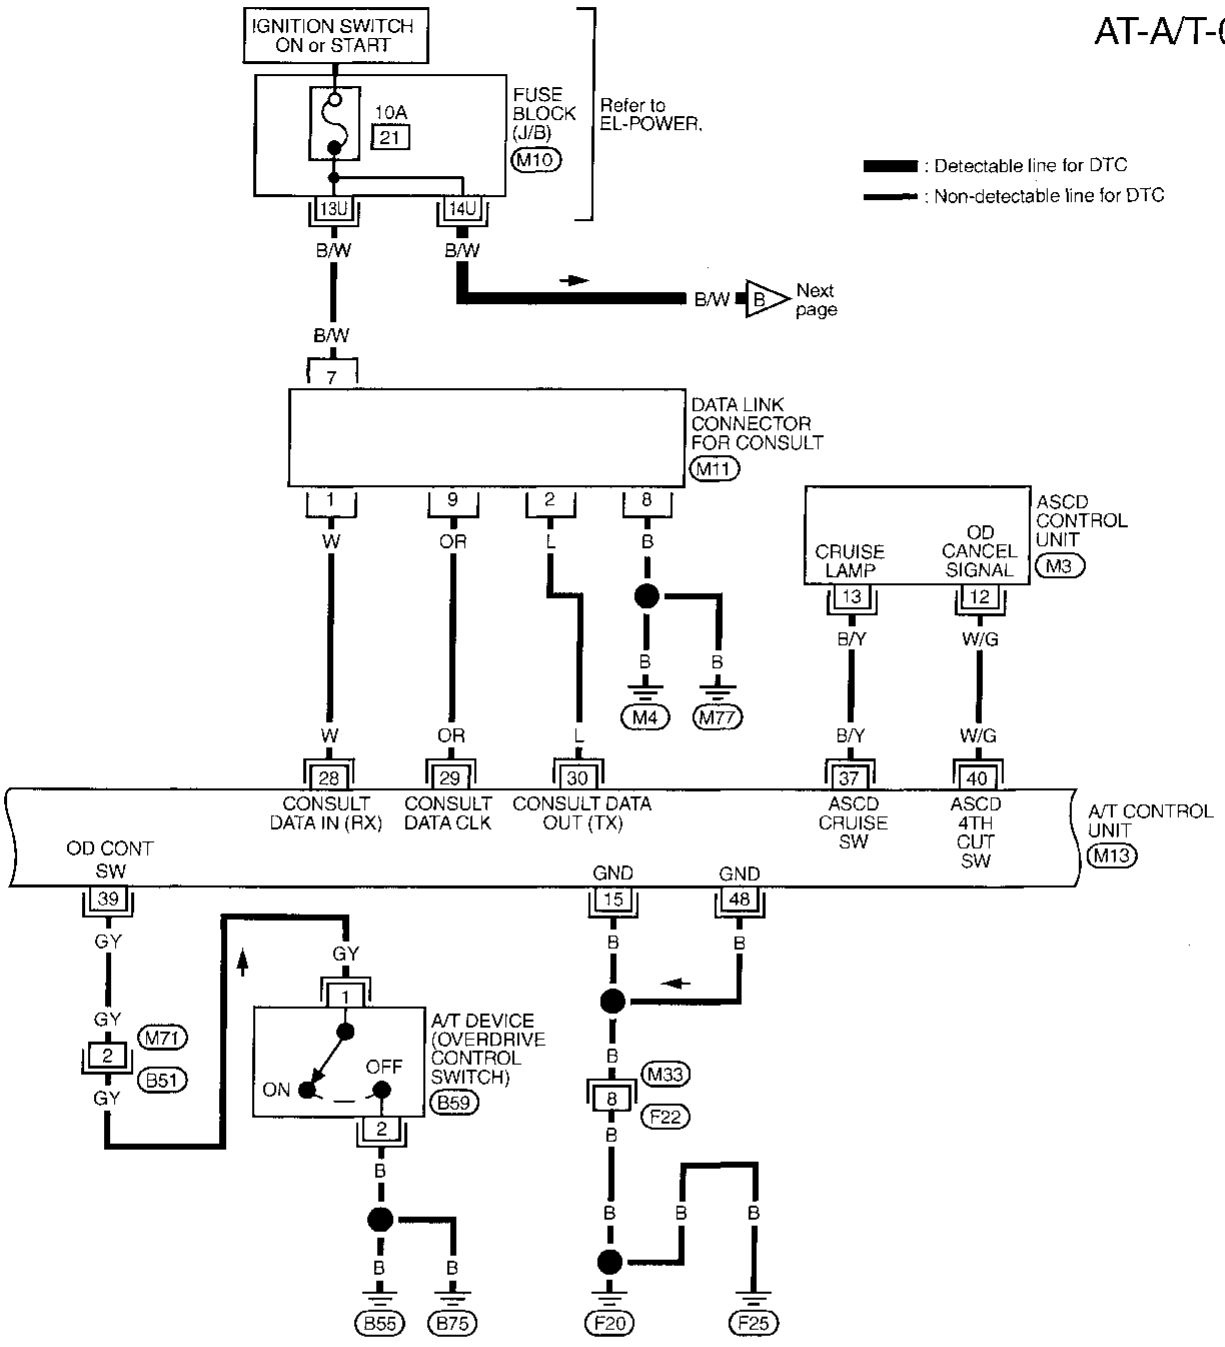 AT-A/T-0
IGNITION SWITCH
ON or START
10A
21
FUSE
BLOCK
(J/B)
M10
Refer to
EL-POWER.
: Detectable line for DTC
: Non-detectable line for DTC
13U
14U
B/W
B/W
B/W
B
Next
page
B/W
7
DATA LINK
CONNECTOR
FOR CONSULT
M11
1
9
2
8
W
OR
L
B
ASCD
CONTROL
UNIT
M3
CRUISE
LAMP
OD
CANCEL
SIGNAL
13
12
B/Y
W/G
B
B
M4
M77
W
OR
L
B/Y
W/G
28
29
30
37
40
CONSULT
DATA IN (RX)
CONSULT
DATA CLK
CONSULT DATA
OUT (TX)
ASCD
CRUISE
SW
ASCD
4TH
CUT
SW
A/T CONTROL
UNIT
M13
OD CONT
SW
GND
GND
39
15
48
GY
GY
B
B
1
GY
2
M71
B51
GY
A/T DEVICE
(OVERDRIVE
CONTROL
SWITCH)
B59
ON
OFF
2
B
8
M33
F22
B
B
B
B
B
B
B
B
B55
B75
F20
F25